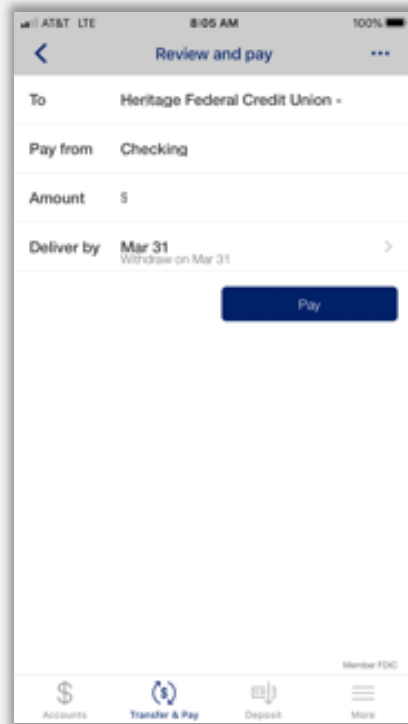 AT&T LTE 8:05 AM 100%
Review and pay
To Heritage Federal Credit Union -
Pay from Checking
Amount $
Deliver by Mar 31
Withdraw on Mar 31
Pay
Member FDIC
Accounts Transfer & Pay Deposit More